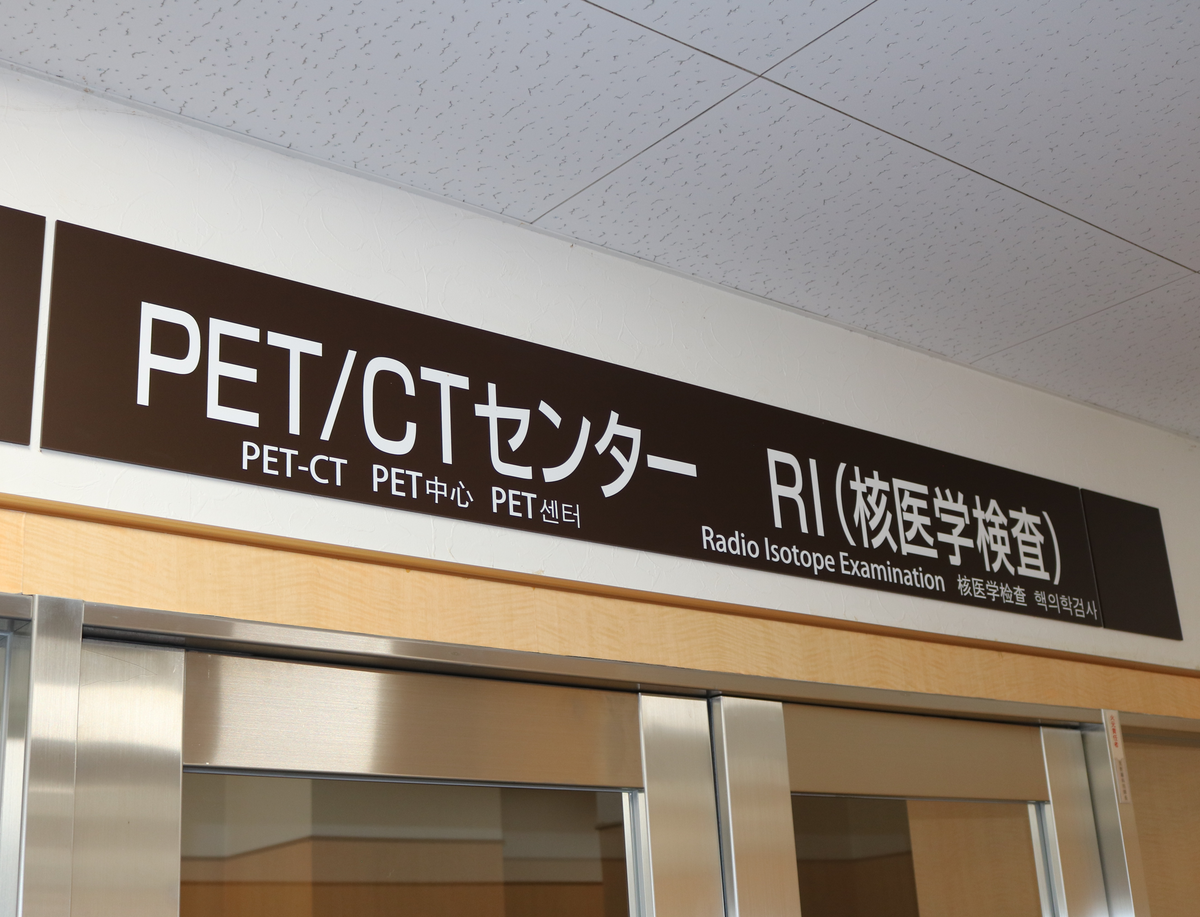 PET/CTセンター
PET-CT PET中心 PET센터
RI(核医学検査)
Radio Isotope Examination 核医学检查 핵의학검사